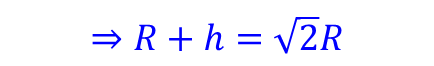 ⇒ R + h = √2R